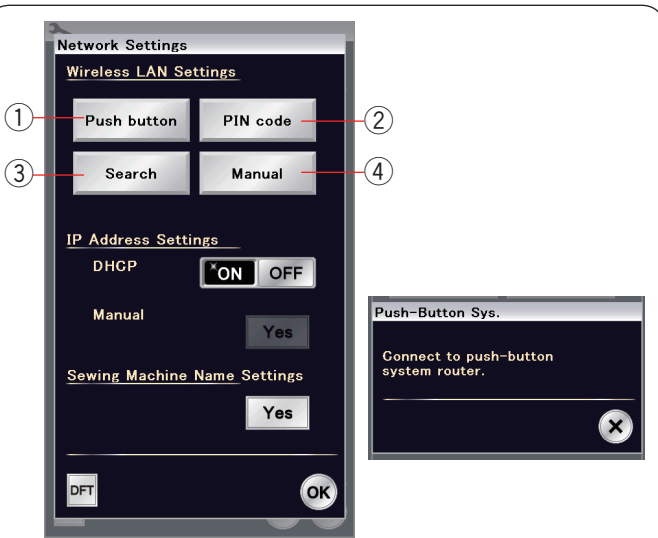 Network Settings
Wireless LAN Settings
① Push button PIN code ②
③ Search Manual ④
IP Address Settings
DHCP ON OFF
Manual
Yes
Sewing Machine Name Settings
Yes
DFT OK
Push-Button Sys.
Connect to push-button
system router.